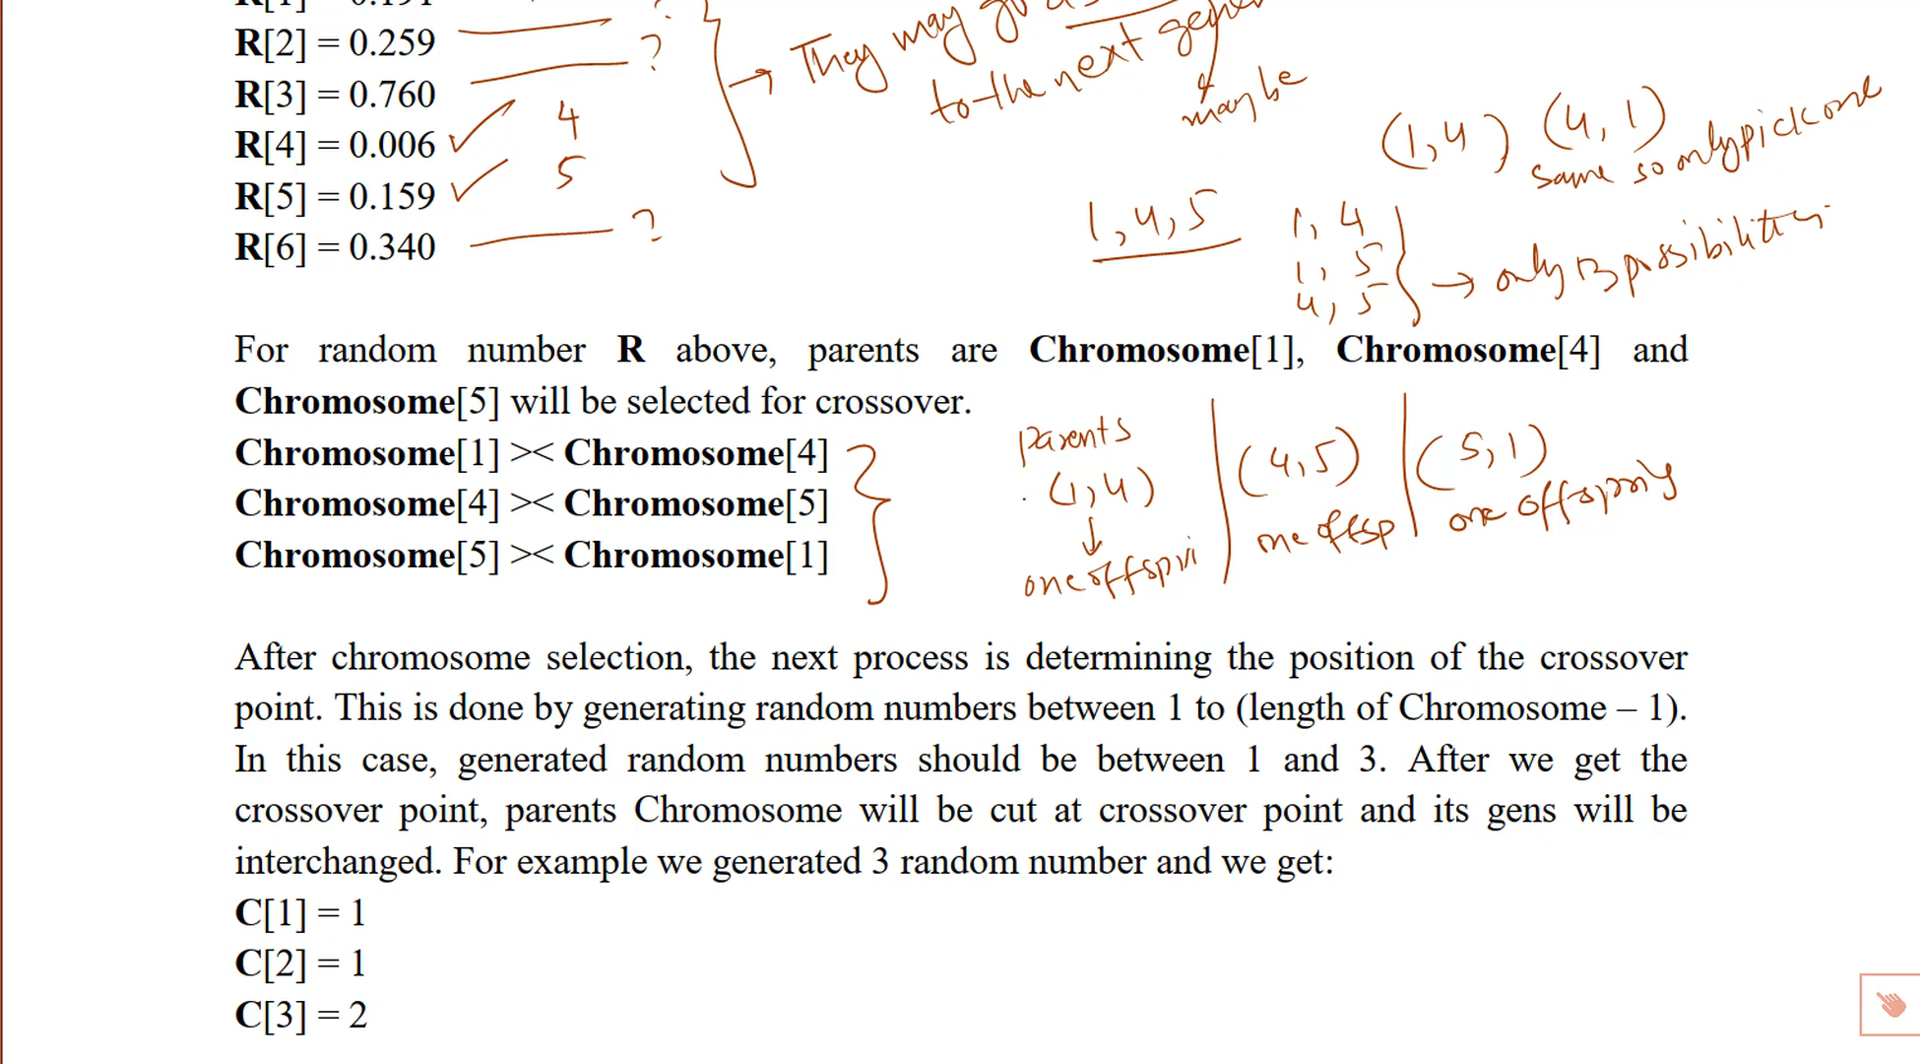 R[2] = 0.259
?
R[3] = 0.760
They may go
to the next
maybe
R[4] = 0.006
4
(1,4) (4,1)
same so only pick one
R[5] = 0.159
5
R[6] = 0.340
?
1,4,5
1, 4
1, 5
4, 5
→ only 3 possibilities
For random number R above, parents are Chromosome[1], Chromosome[4] and
Chromosome[5] will be selected for crossover.
Chromosome[1] >< Chromosome[4]
Chromosome[4] >< Chromosome[5]
Chromosome[5] >< Chromosome[1]
parents
(1,4)
one offspri
(4,5)
one offsp
(5,1)
one offspring
After chromosome selection, the next process is determining the position of the crossover
point. This is done by generating random numbers between 1 to (length of Chromosome – 1).
In this case, generated random numbers should be between 1 and 3. After we get the
crossover point, parents Chromosome will be cut at crossover point and its gens will be
interchanged. For example we generated 3 random number and we get:
C[1] = 1
C[2] = 1
C[3] = 2